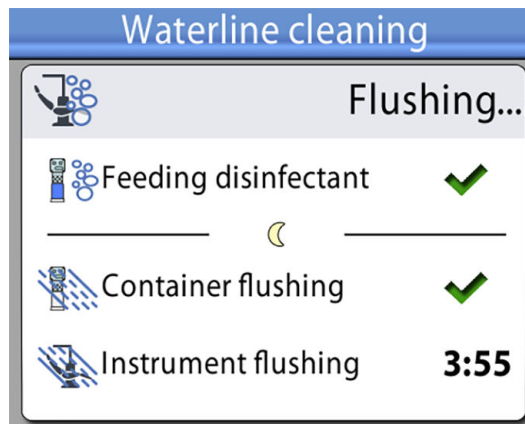 Waterline cleaning
Flushing...
Feeding disinfectant
Container flushing
Instrument flushing 3:55